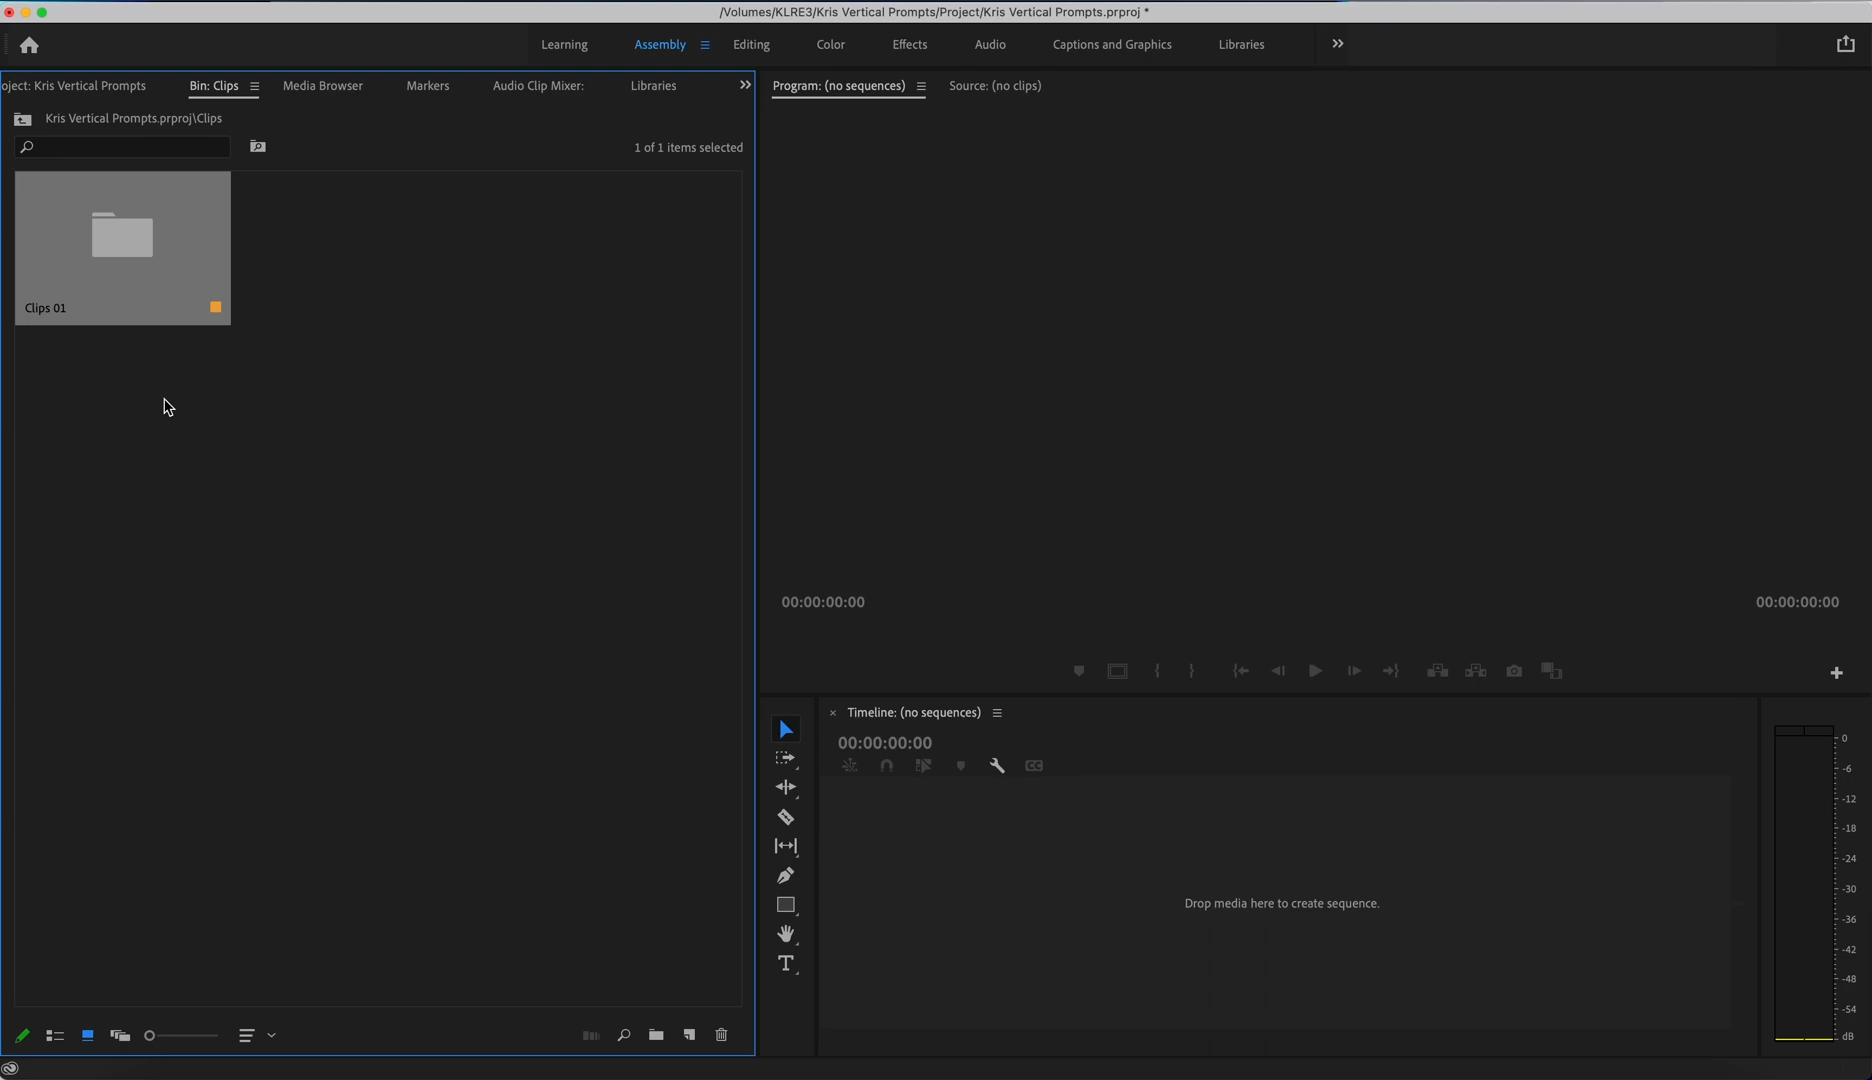 /Volumes/KLRE3/Kris Vertical Prompts/Project/Kris Vertical Prompts.prproj *
Learning Assembly Editing Color Effects Audio Captions and Graphics Libraries
oject: Kris Vertical Prompts Bin: Clips Media Browser Markers Audio Clip Mixer: Libraries
Program: (no sequences) Source: (no clips)
Kris Vertical Prompts.prproj\Clips
1 of 1 items selected
Clips 01
00:00:00:00 00:00:00:00
Timeline: (no sequences)
00:00:00:00
CC
Drop media here to create sequence.
0
-6
-12
-18
-24
-30
-36
-42
-48
-54
dB